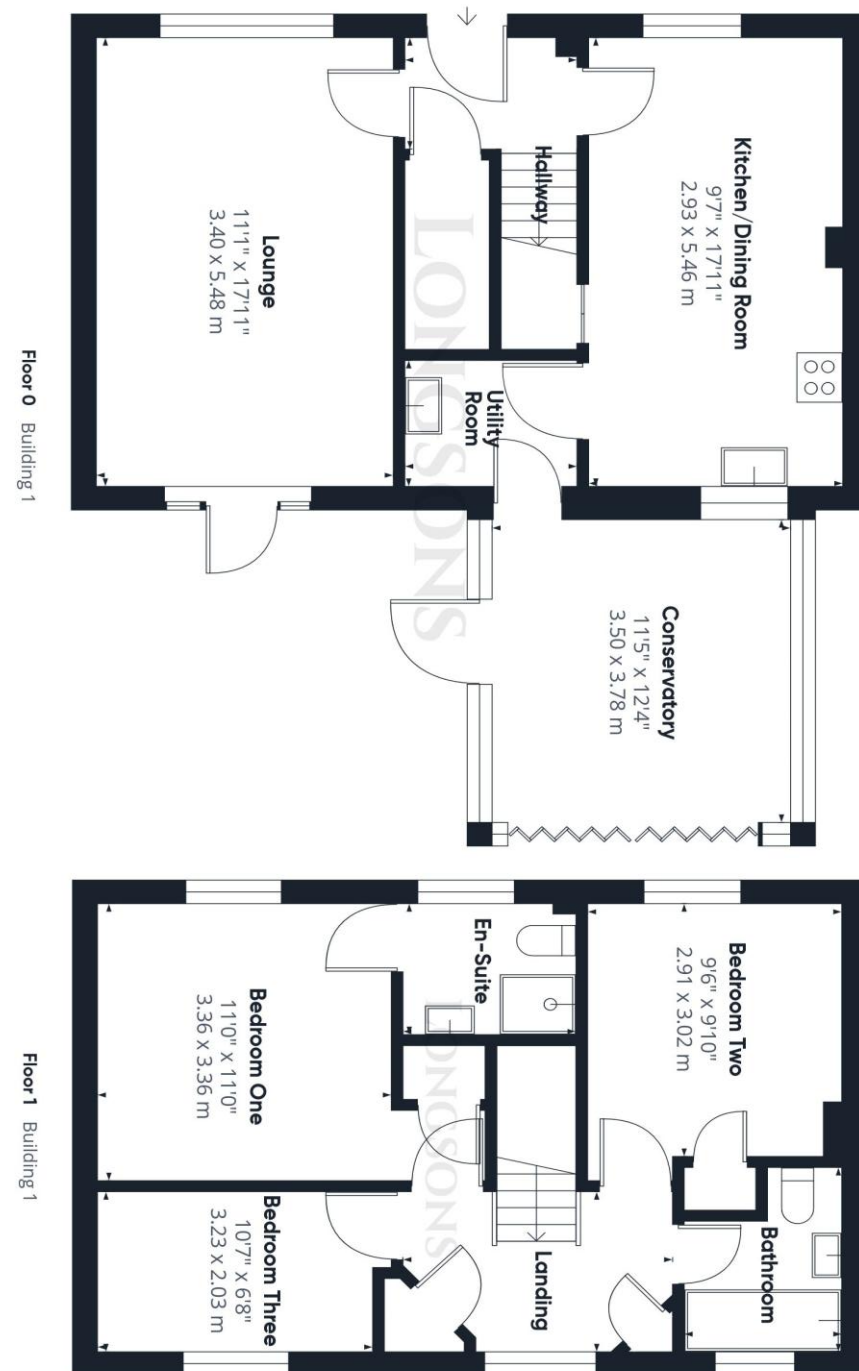 Kitchen/Dining Room
9'7" x 17'11"
2.93 x 5.46 m
Hallway
Lounge
11'1" x 17'11"
3.40 x 5.48 m
Utility
Room
Conservatory
11'5" x 12'4"
3.50 x 3.78 m
LONGSONS
Floor 0 Building 1
Bedroom Two
9'6" x 9'10"
2.91 x 3.02 m
En-Suite
Bedroom One
11'0" x 11'0"
3.36 x 3.36 m
Bathroom
Landing
Bedroom Three
10'7" x 6'8"
3.23 x 2.03 m
LONGSONS
Floor 1 Building 1